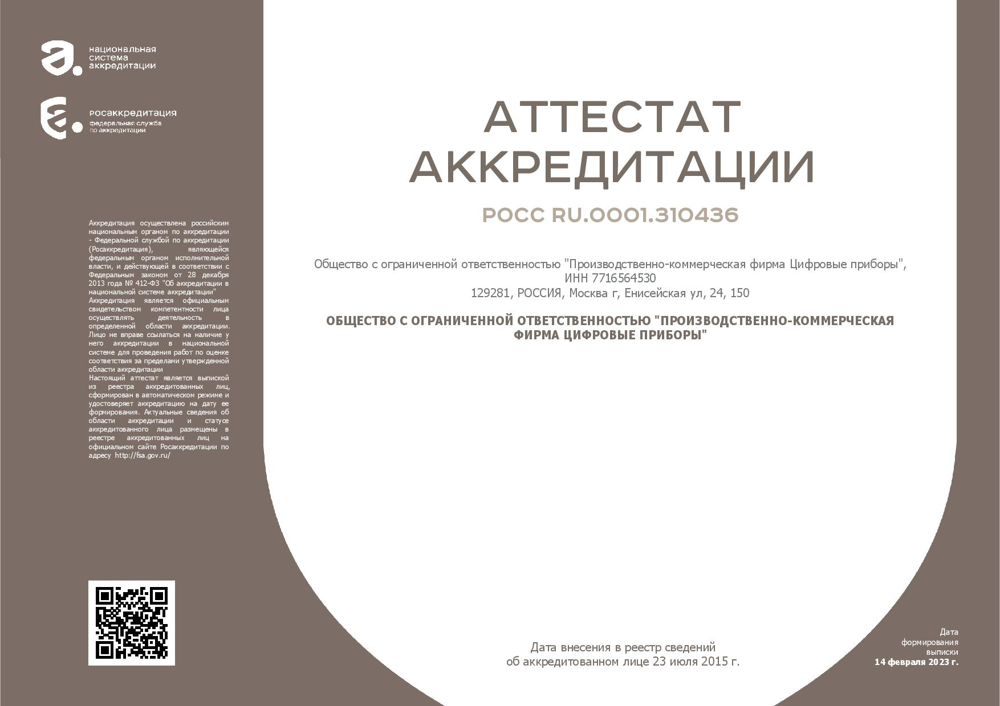 национальная
система
аккредитации
росаккредитация
федеральная служба
по аккредитации
Аккредитация осуществлена российским
национальным органом по аккредитации
- Федеральной службой по аккредитации
(Росаккредитация), являющейся
федеральным органом исполнительной
власти, и действующей в соответствии с
Федеральным законом от 28 декабря
2013 года № 412-ФЗ "Об аккредитации в
национальной системе аккредитации"
Аккредитация является официальным
свидетельством компетентности лица
осуществлять деятельность в
определенной области аккредитации.
Лицо не вправе ссылаться на наличие у
него аккредитации в национальной
системе для проведения работ по оценке
соответствия за пределами утвержденной
области аккредитации
Настоящий аттестат является выпиской
из реестра аккредитованных лиц,
сформирован в автоматическом режиме и
удостоверяет аккредитацию на дату ее
формирования. Актуальные сведения об
области аккредитации и статусе
аккредитованного лица размещены в
реестре аккредитованных лиц на
официальном сайте Росаккредитации по
адресу http://fsa.gov.ru/
АТТЕСТАТ
АККРЕДИТАЦИИ
РОСС RU.0001.310436
Общество с ограниченной ответственностью "Производственно-коммерческая фирма Цифровые приборы",
ИНН 7716564530
129281, РОССИЯ, Москва г, Енисейская ул, 24, 150
ОБЩЕСТВО С ОГРАНИЧЕННОЙ ОТВЕТСТВЕННОСТЬЮ "ПРОИЗВОДСТВЕННО-КОММЕРЧЕСКАЯ
ФИРМА ЦИФРОВЫЕ ПРИБОРЫ"
Дата внесения в реестр сведений
об аккредитованном лице 23 июля 2015 г.
Дата
формирования
выписки
14 февраля 2023 г.